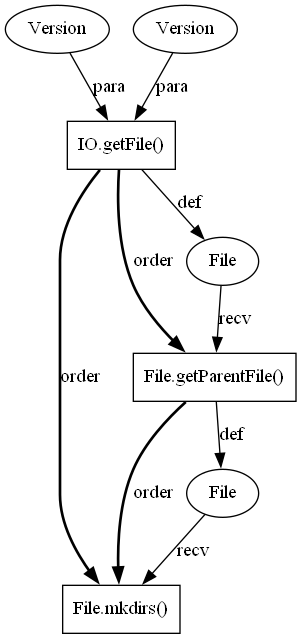 Version
Version
para
para
IO.getFile()
def
order
File
order
recv
File.getParentFile()
def
order
File
recv
File.mkdirs()